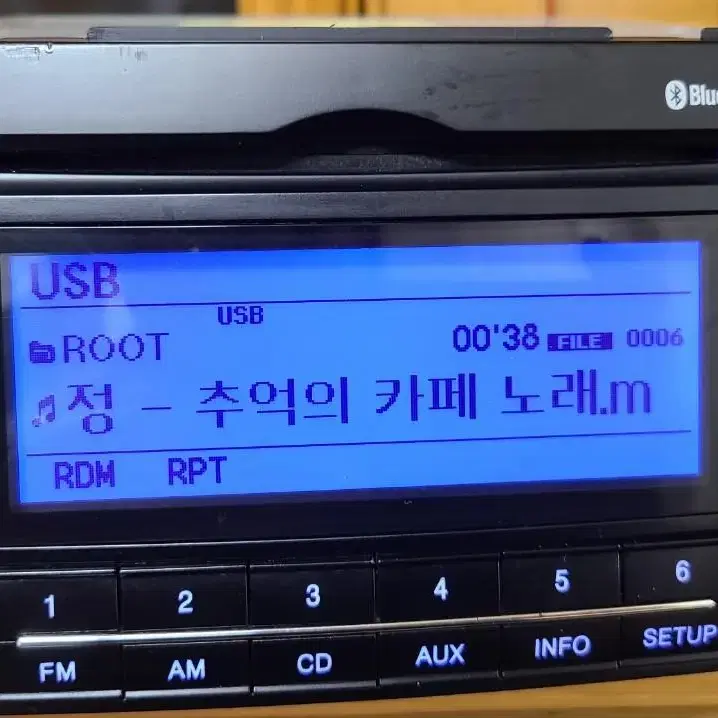 USB
USB
ROOT 00'38 FILE 0006
정 - 추억의 카페 노래.m
RDM RPT
1 2 3 4 5 6
FM AM CD AUX INFO SETUP